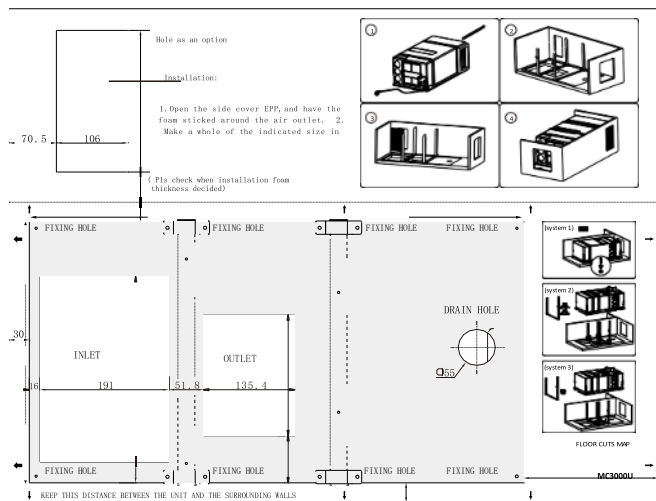 Hole as an option
Installation:
1.Open the side cover EPP,and have the
foam sticked around the air outlet. 2.
Make a whole of the indicated size in
70.5
106
( Pls check when installation foam
thickness decided)
1
2
3
4
FIXING HOLE
FIXING HOLE
FIXING HOLE
FIXING HOLE
(system 1)
(system 2)
(system 3)
DRAIN HOLE
30
INLET
OUTLET
55
16
191
51.8
135.4
FLOOR CUTS MAP
FIXING HOLE
FIXING HOLE
FIXING HOLE
FIXING HOLE
MC3000U
KEEP THIS DISTANCE BETWEEN THE UNIT AND THE SURROUNDING WALLS